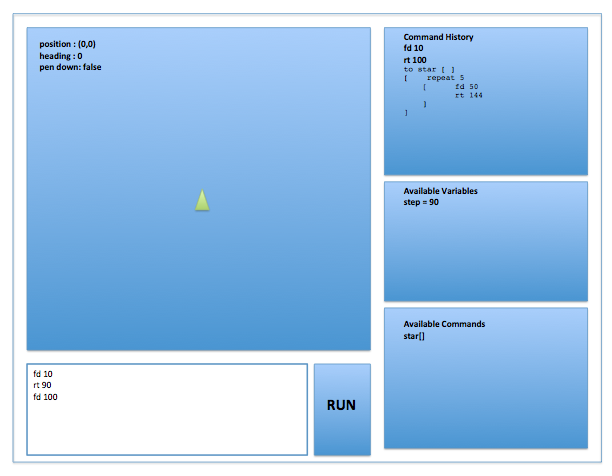 position : (0,0)
heading : 0
pen down: false
Command History
fd 10
rt 100
to star [ ]
[    repeat 5
[      fd 50
rt 144
]
]
Available Variables
step = 90
Available Commands
star[]
fd 10
rt 90
fd 100
RUN